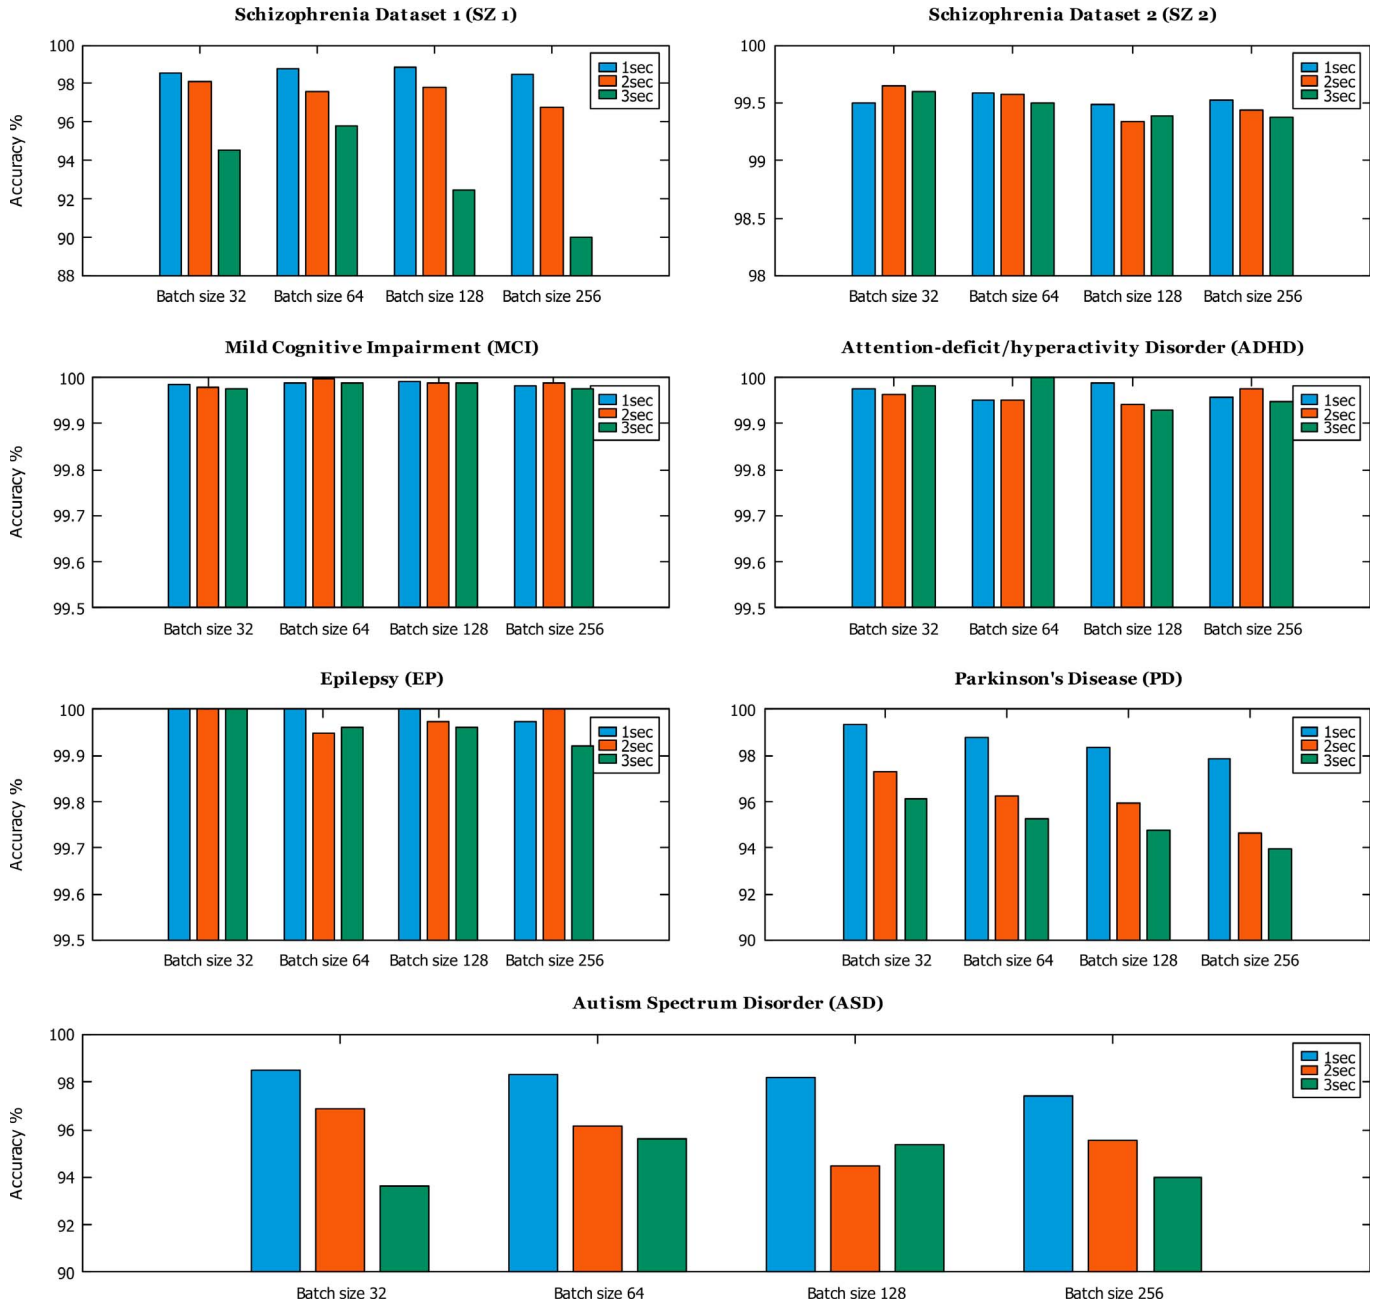 Schizophrenia Dataset 1 (SZ 1)
Accuracy %
100
98
96
94
92
90
88
1sec
2sec
3sec
Batch size 32
Batch size 64
Batch size 128
Batch size 256
Schizophrenia Dataset 2 (SZ 2)
100
99.5
99
98.5
98
1sec
2sec
3sec
Batch size 32
Batch size 64
Batch size 128
Batch size 256
Mild Cognitive Impairment (MCI)
Accuracy %
100
99.9
99.8
99.7
99.6
99.5
1sec
2sec
3sec
Batch size 32
Batch size 64
Batch size 128
Batch size 256
Attention-deficit/hyperactivity Disorder (ADHD)
100
99.9
99.8
99.7
99.6
99.5
1sec
2sec
3sec
Batch size 32
Batch size 64
Batch size 128
Batch size 256
Epilepsy (EP)
Accuracy %
100
99.9
99.8
99.7
99.6
99.5
1sec
2sec
3sec
Batch size 32
Batch size 64
Batch size 128
Batch size 256
Parkinson's Disease (PD)
100
98
96
94
92
90
1sec
2sec
3sec
Batch size 32
Batch size 64
Batch size 128
Batch size 256
Autism Spectrum Disorder (ASD)
Accuracy %
100
98
96
94
92
90
1sec
2sec
3sec
Batch size 32
Batch size 64
Batch size 128
Batch size 256